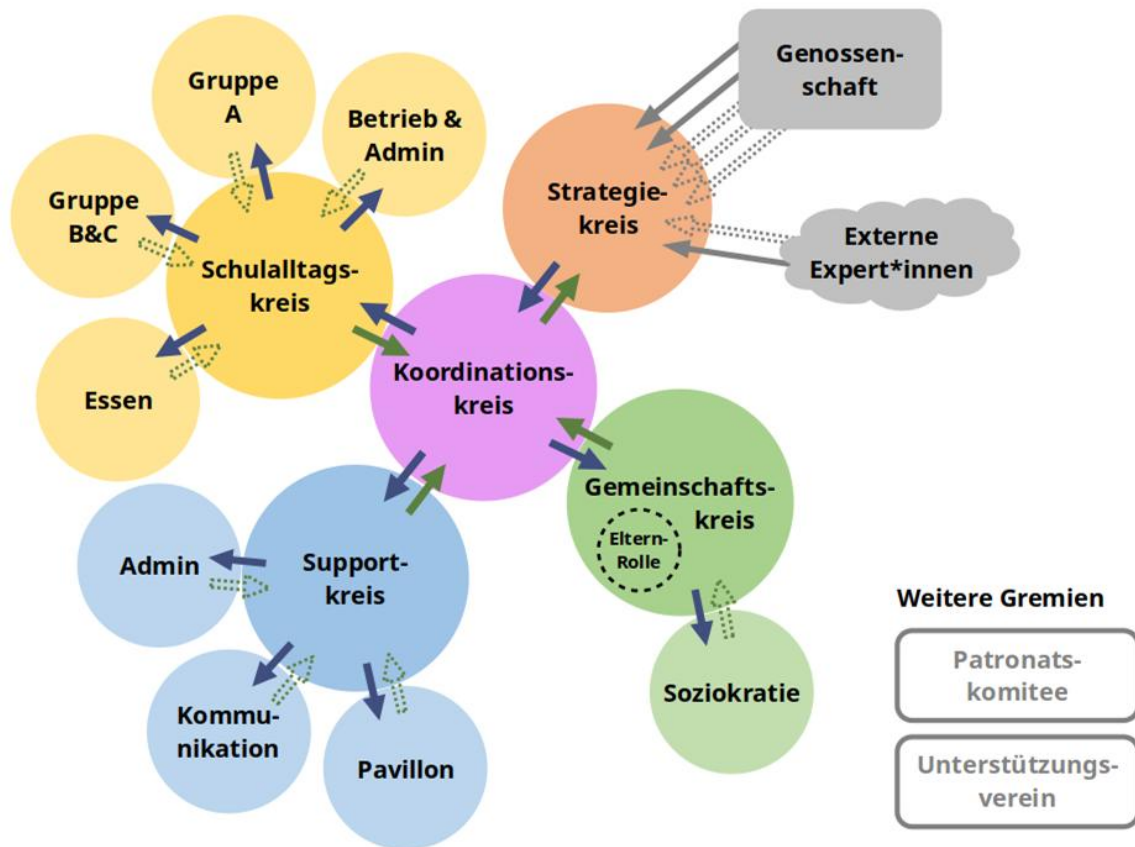 Gruppe
A
Betrieb &
Admin
Genossen-
schaft
Gruppe
B&C
Strategie-
kreis
Externe
Expert*innen
Schulalltags-
kreis
Essen
Koordinations-
kreis
Gemeinschafts-
kreis
Eltern-
Rolle
Admin
Support-
kreis
Soziokratie
Kommu-
nikation
Pavillon
Weitere Gremien
Patronats-
komitee
Unterstützungs-
verein